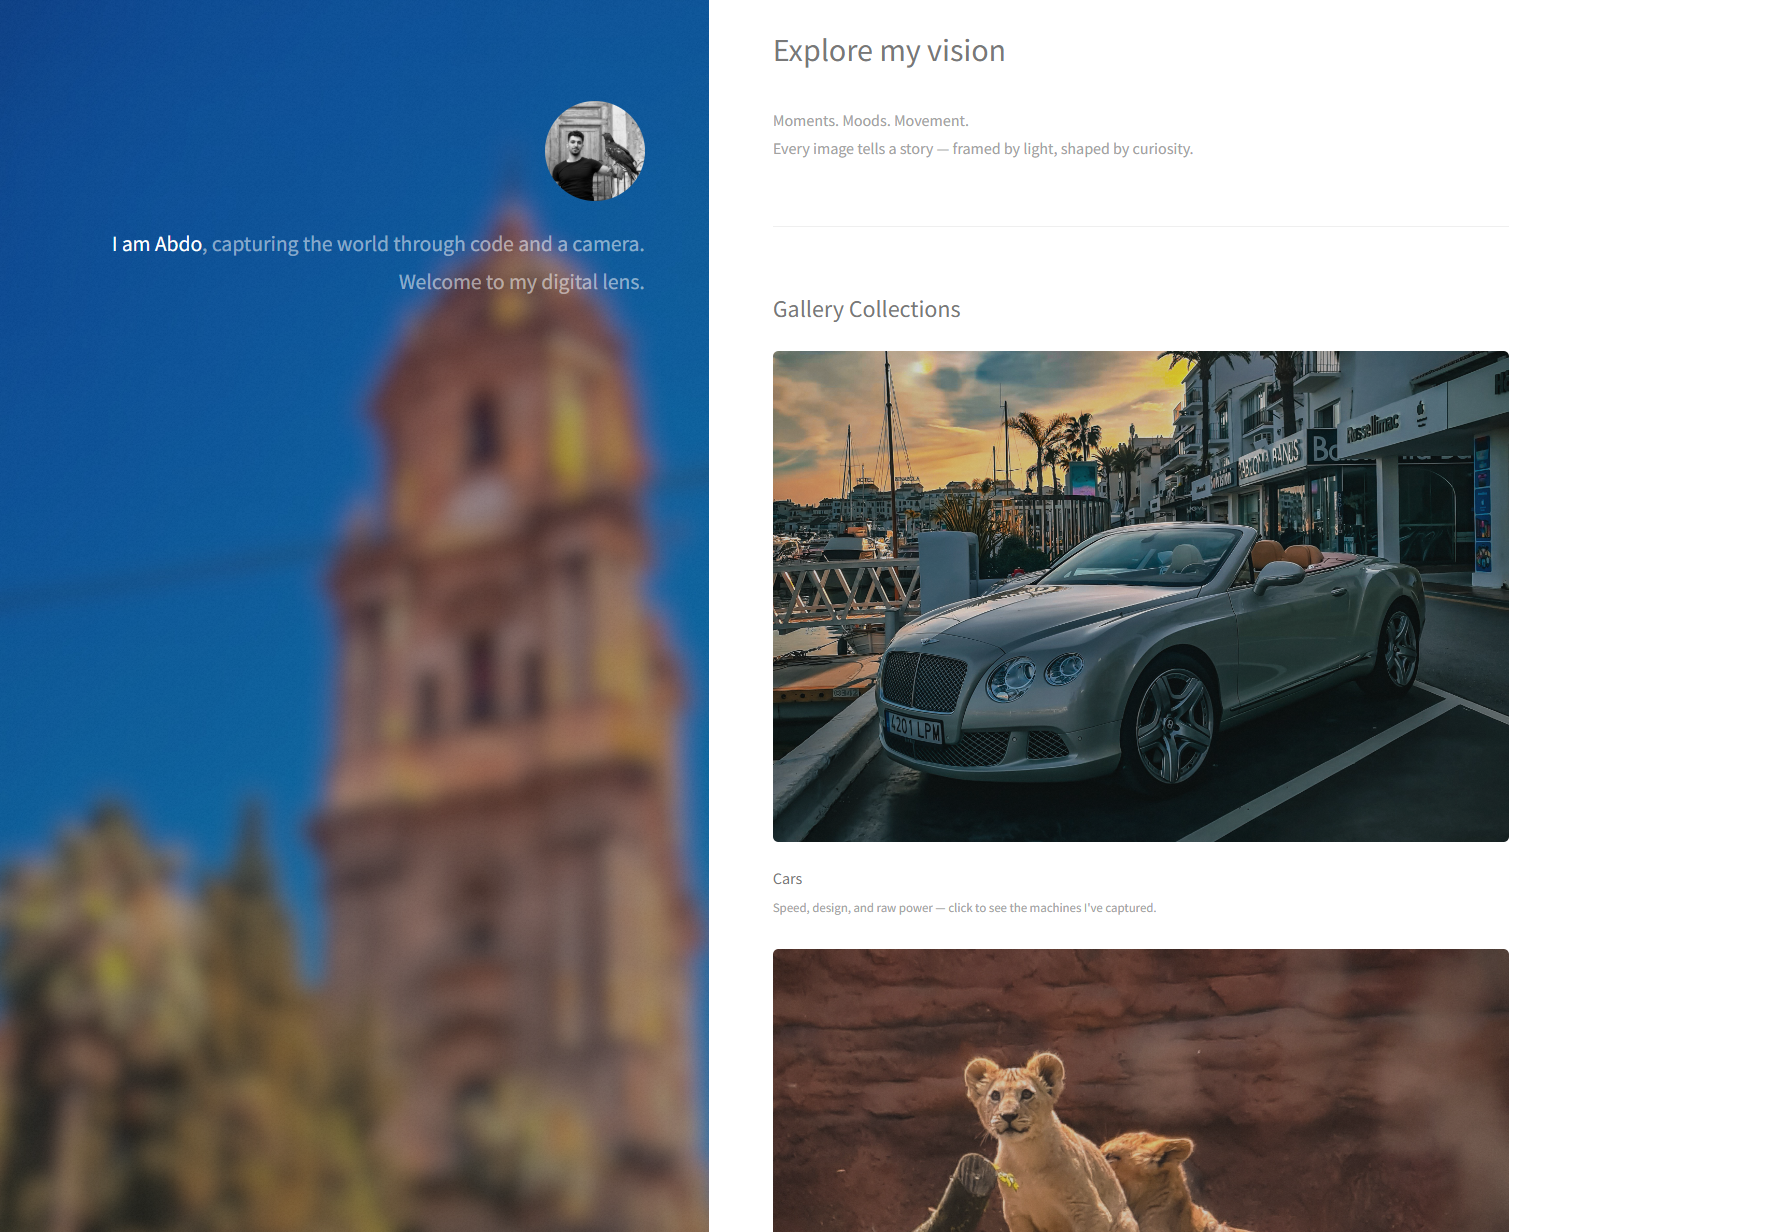 I am Abdo, capturing the world through code and a camera.
Welcome to my digital lens.
Explore my vision
Moments. Moods. Movement.
Every image tells a story — framed by light, shaped by curiosity.
Gallery Collections
HOTEL
Russellmac
4201 LPM
Cars
Speed, design, and raw power — click to see the machines I've captured.